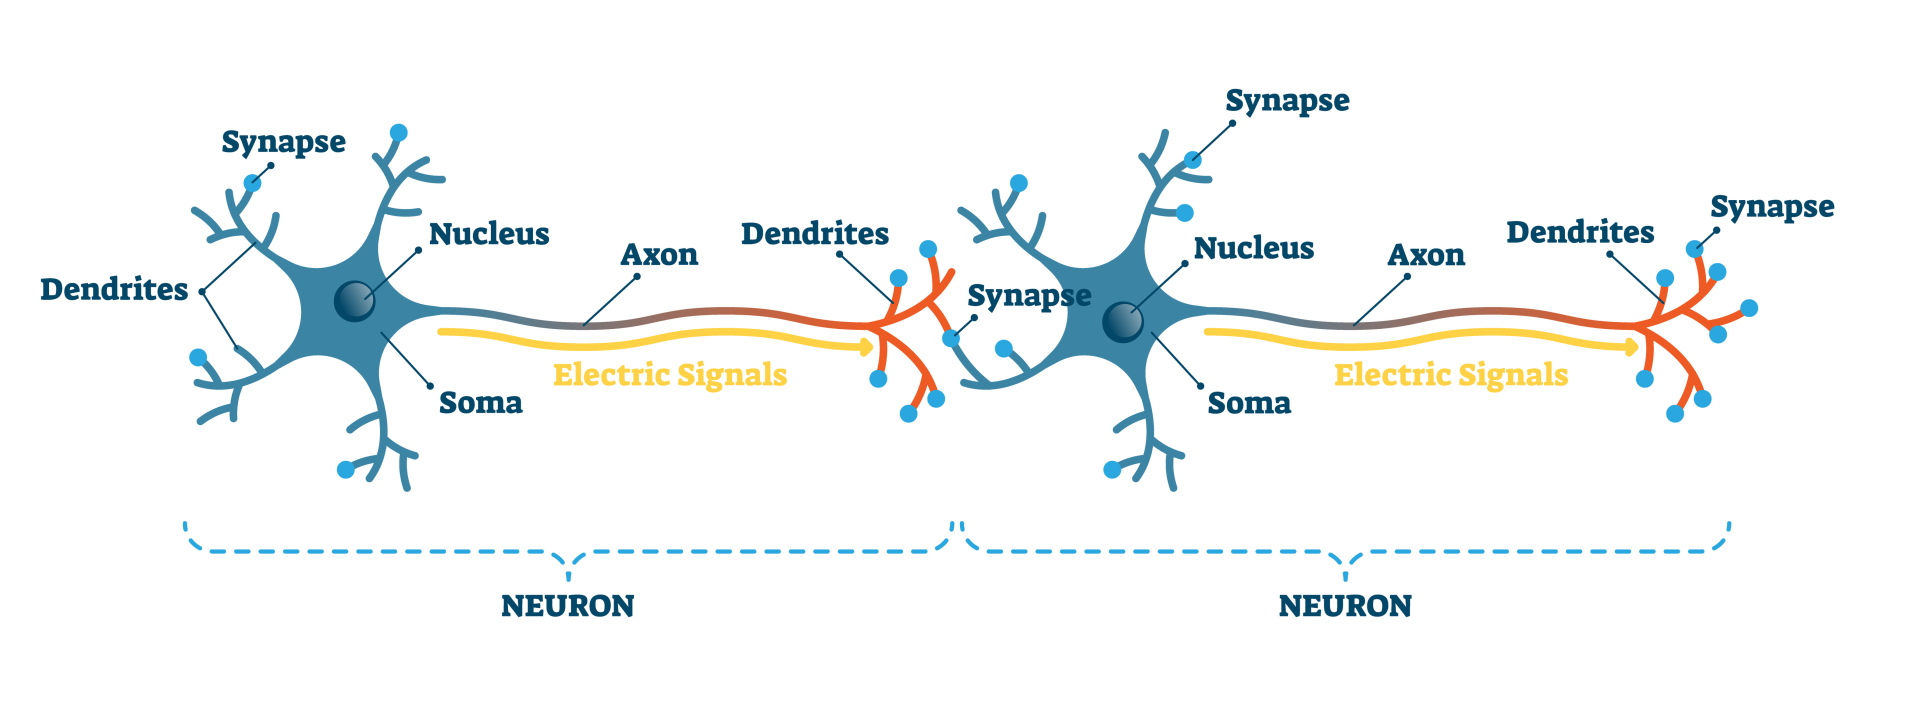 Synapse
Nucleus
Dendrites
Axon
Dendrites
Electric Signals
Soma
NEURON
Synapse
Synapse
Nucleus
Axon
Dendrites
Synapse
Electric Signals
Soma
NEURON